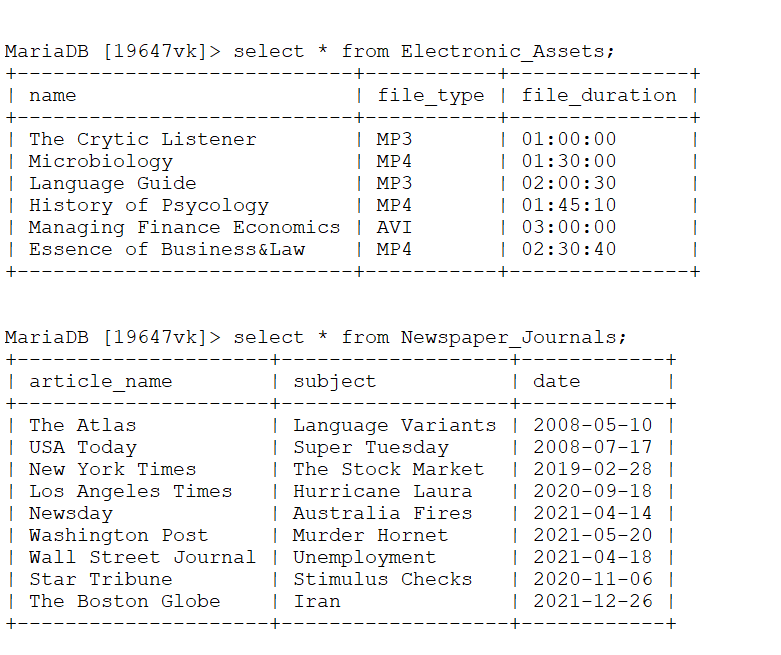 MariaDB [19647vk]> select * from Electronic_Assets;
+----------------------------+-----------+---------------+
| name                       | file_type | file_duration |
+----------------------------+-----------+---------------+
| The Crytic Listener        | MP3       | 01:00:00      |
| Microbiology               | MP4       | 01:30:00      |
| Language Guide             | MP3       | 02:00:30      |
| History of Psycology       | MP4       | 01:45:10      |
| Managing Finance Economics | AVI       | 03:00:00      |
| Essence of Business&Law    | MP4       | 02:30:40      |
+----------------------------+-----------+---------------+
MariaDB [19647vk]> select * from Newspaper_Journals;
+---------------------+-------------------+------------+
| article_name        | subject           | date       |
+---------------------+-------------------+------------+
| The Atlas           | Language Variants | 2008-05-10 |
| USA Today           | Super Tuesday     | 2008-07-17 |
| New York Times      | The Stock Market  | 2019-02-28 |
| Los Angeles Times   | Hurricane Laura   | 2020-09-18 |
| Newsday             | Australia Fires   | 2021-04-14 |
| Washington Post     | Murder Hornet     | 2021-05-20 |
| Wall Street Journal | Unemployment      | 2021-04-18 |
| Star Tribune        | Stimulus Checks   | 2020-11-06 |
| The Boston Globe    | Iran              | 2021-12-26 |
+---------------------+-------------------+------------+